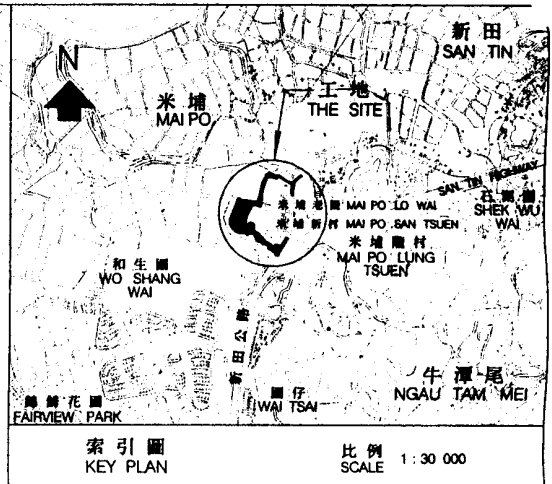 新田
SAN TIN
N
工地
THE SITE
米埔
MAI PO
SAN TIN HIGHWAY
石湖圍
SHEK WU
WAI
米埔老圍 MAI PO LO WAI
米埔新村 MAI PO SAN TSUEN
米埔隴村
MAI PO LUNG
TSUEN
和生圍
WO SHANG
WAI
新田公路
牛潭尾
NGAU TAM MEI
圍仔
WAI TSAI
錦綉花園
FAIRVIEW PARK
索引圖
KEY PLAN
比例
SCALE 1:30 000